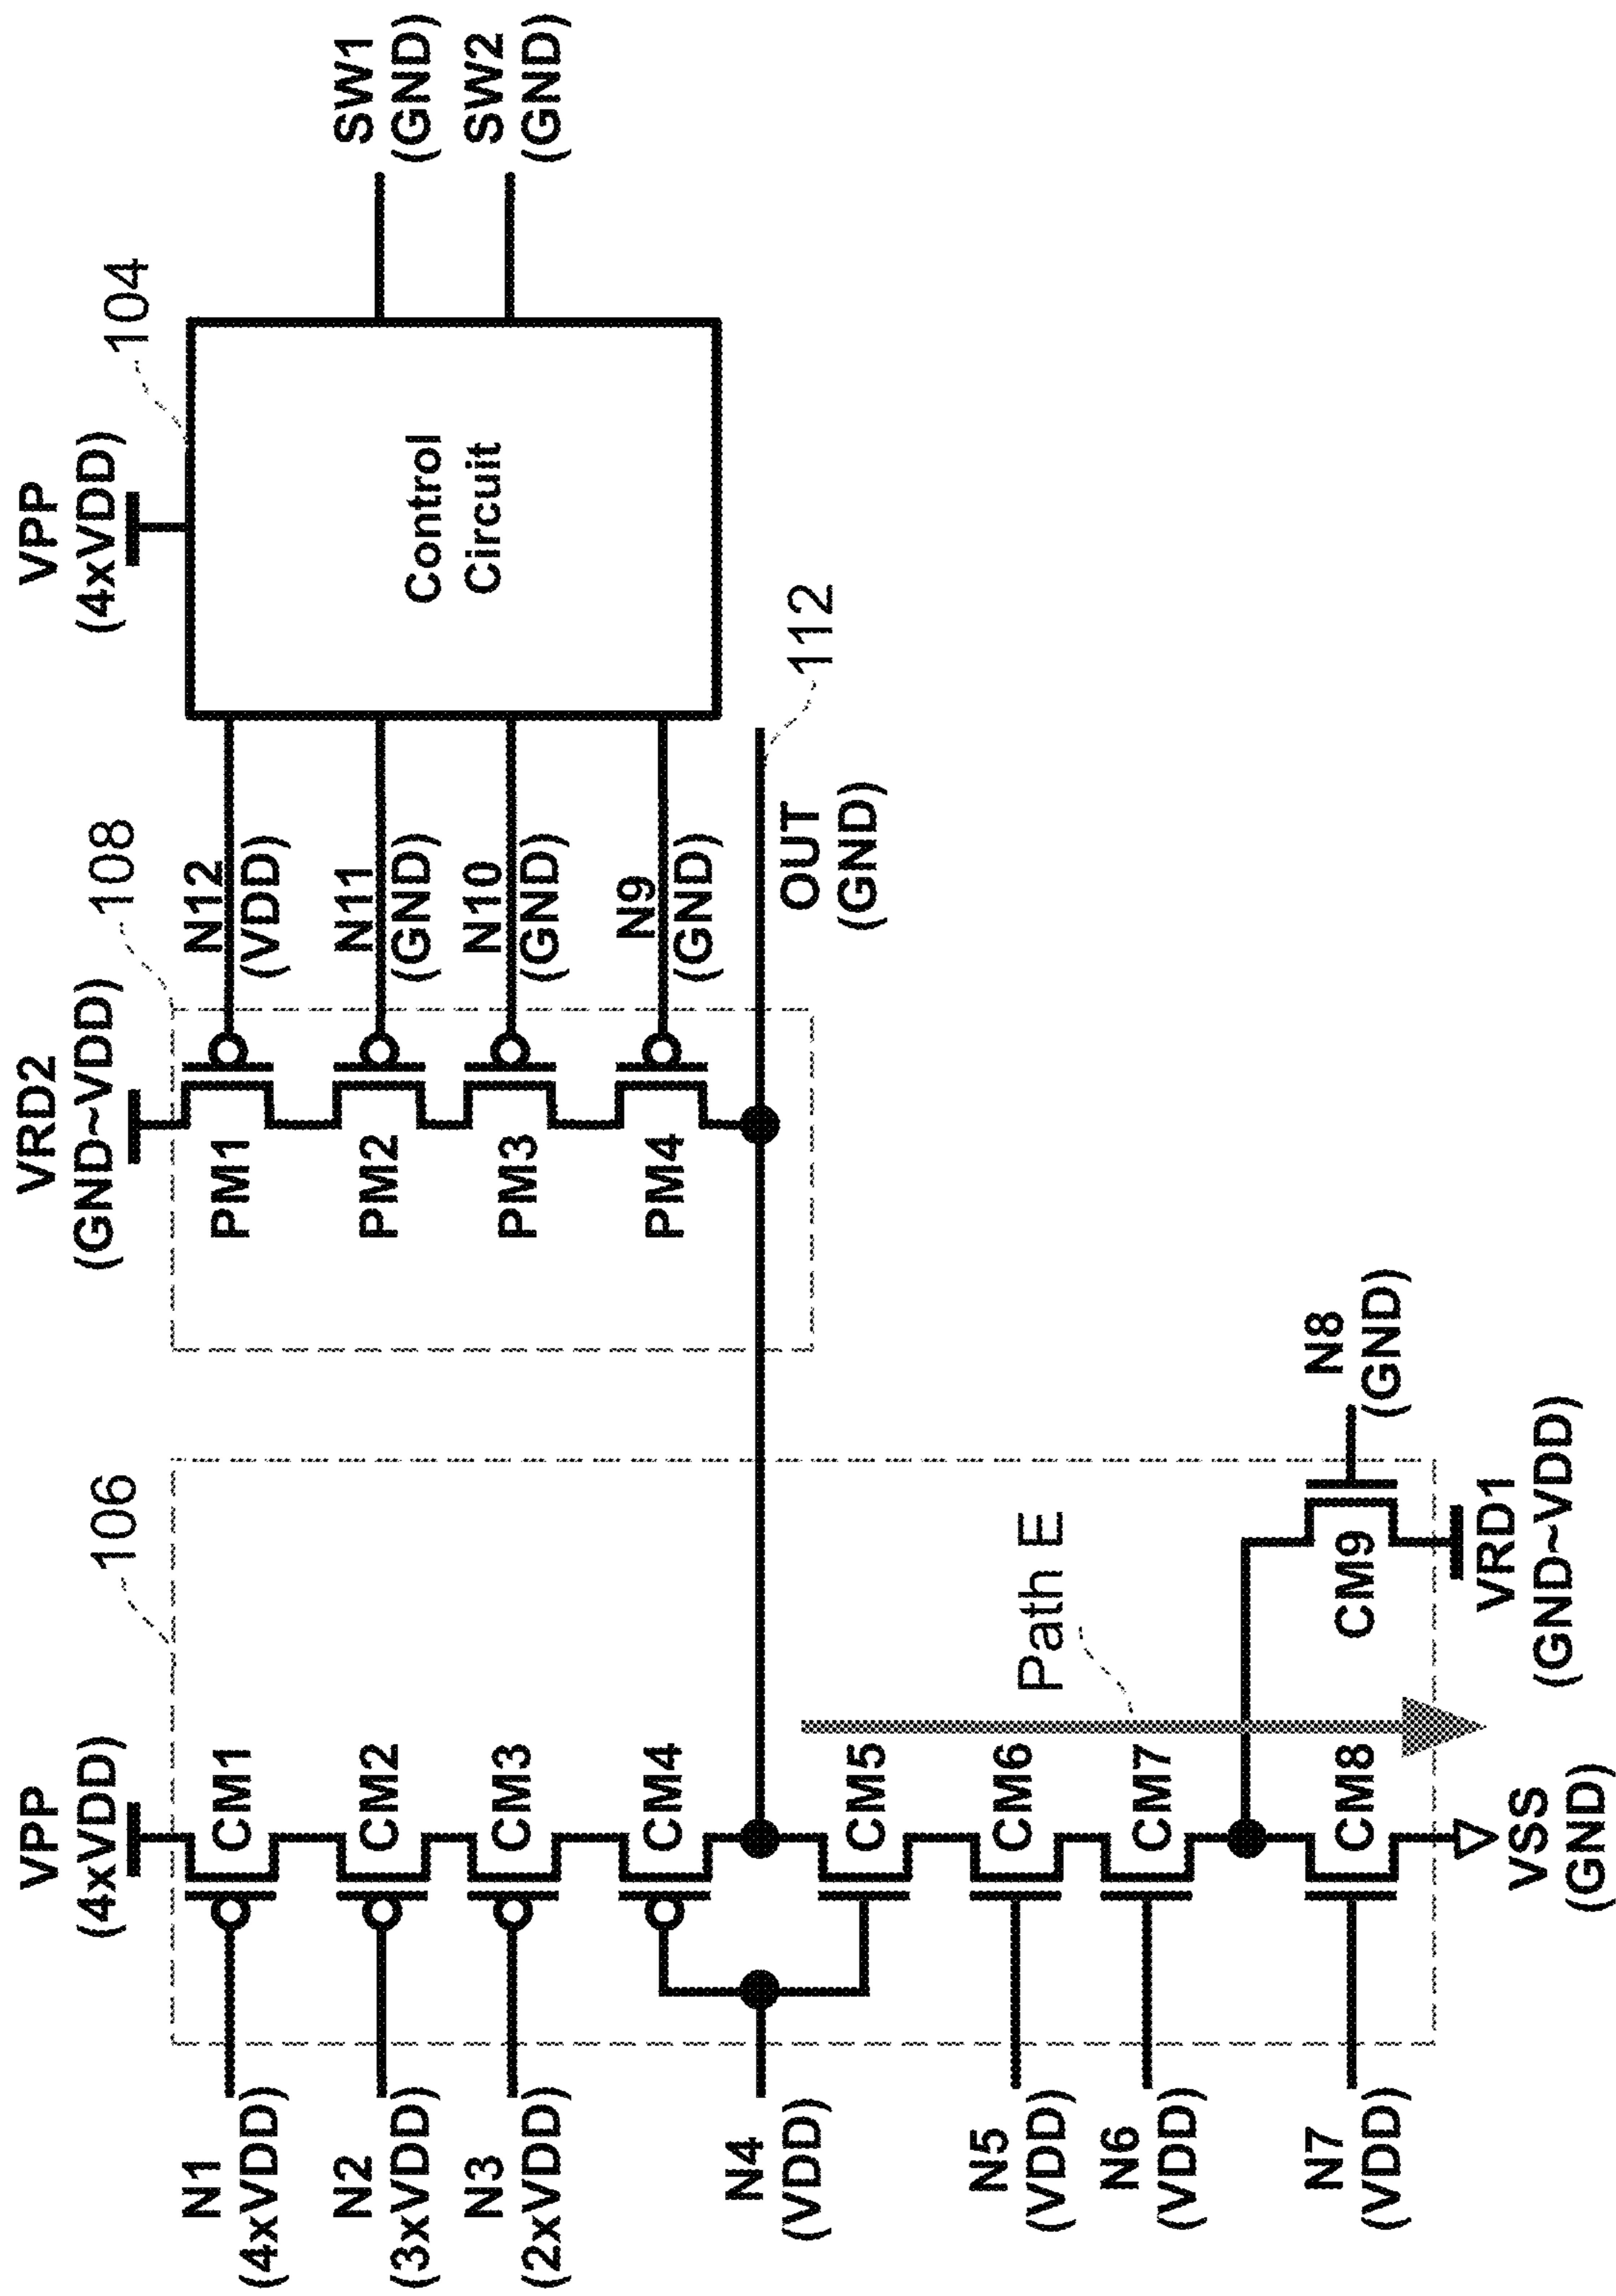 VPP
(4xVDD)
106
N1
(4xVDD)
CM1
N2
(3xVDD)
CM2
N3
(2xVDD)
CM3
CM4
N4
(VDD)
CM5
N5
(VDD)
CM6
N6
(VDD)
CM7
N7
(VDD)
CM8
VSS
(GND)
Path E
N8
(GND)
CM9
VRD1
(GND~VDD)
VRD2
(GND~VDD)
108
PM1
N12
(VDD)
PM2
N11
(GND)
PM3
N10
(GND)
PM4
N9
(GND)
OUT
(GND)
112
VPP
(4xVDD)
104
Control
Circuit
SW1
(GND)
SW2
(GND)